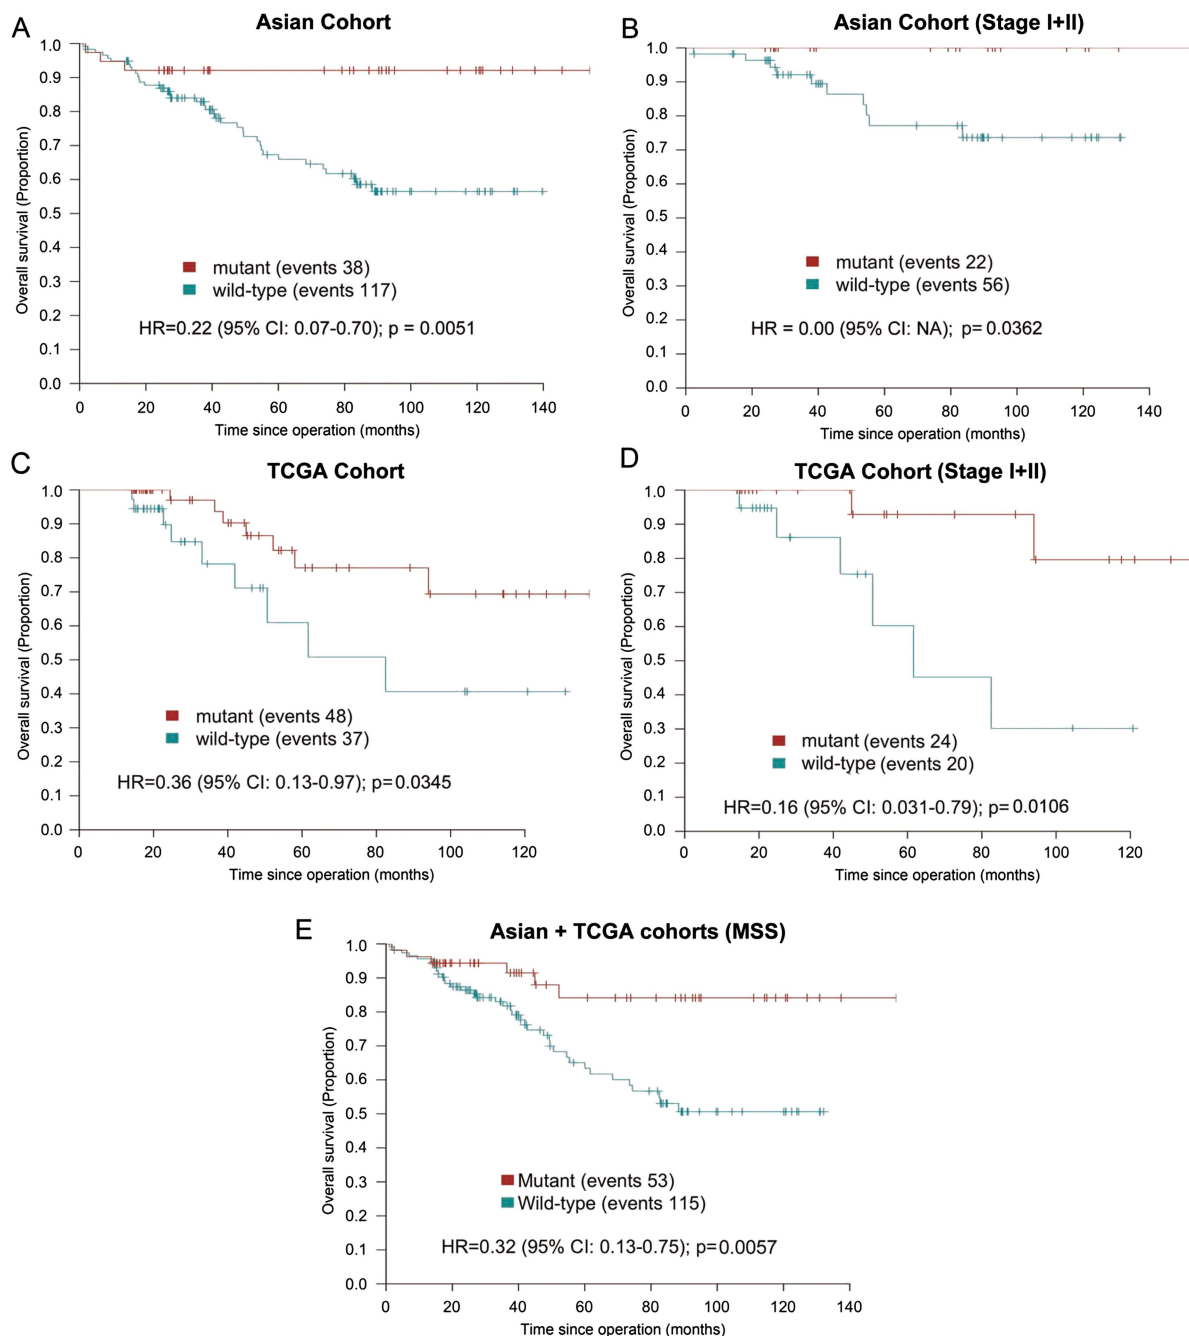 A
Asian Cohort
Overall survival (Proportion)
1.0
0.9
0.8
0.7
0.6
0.5
0.4
0.3
0.2
0.1
0.0
mutant (events 38)
wild-type (events 117)
HR=0.22 (95% CI: 0.07-0.70); p = 0.0051
0 20 40 60 80 100 120 140
Time since operation (months)
B
Asian Cohort (Stage I+II)
Overall survival (Proportion)
1.0
0.9
0.8
0.7
0.6
0.5
0.4
0.3
0.2
0.1
0.0
mutant (events 22)
wild-type (events 56)
HR = 0.00 (95% CI: NA); p= 0.0362
0 20 40 60 80 100 120 140
Time since operation (months)
C
TCGA Cohort
Overall survival (Proportion)
1.0
0.9
0.8
0.7
0.6
0.5
0.4
0.3
0.2
0.1
0.0
mutant (events 48)
wild-type (events 37)
HR=0.36 (95% CI: 0.13-0.97); p=0.0345
0 20 40 60 80 100 120
Time since operation (months)
D
TCGA Cohort (Stage I+II)
Overall survival (Proportion)
1.0
0.9
0.8
0.7
0.6
0.5
0.4
0.3
0.2
0.1
0.0
mutant (events 24)
wild-type (events 20)
HR=0.16 (95% CI: 0.031-0.79); p=0.0106
0 20 40 60 80 100 120
Time since operation (months)
E
Asian + TCGA cohorts (MSS)
Overall survival (Proportion)
1.0
0.9
0.8
0.7
0.6
0.5
0.4
0.3
0.2
0.1
0.0
Mutant (events 53)
Wild-type (events 115)
HR=0.32 (95% CI: 0.13-0.75); p=0.0057
0 20 40 60 80 100 120 140
Time since operation (months)